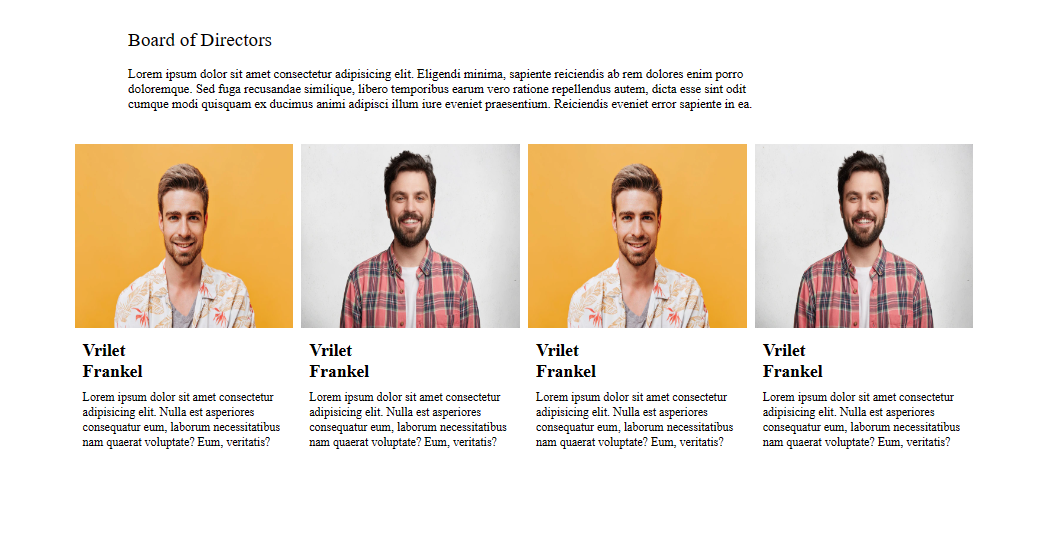 Board of Directors
Lorem ipsum dolor sit amet consectetur adipisicing elit. Eligendi minima, sapiente reiciendis ab rem dolores enim porro
doloremque. Sed fuga recusandae similique, libero temporibus earum vero ratione repellendus autem, dicta esse sint odit
cumque modi quisquam ex ducimus animi adipisci illum iure eveniet praesentium. Reiciendis eveniet error sapiente in ea.
Vrilet
Frankel
Lorem ipsum dolor sit amet consectetur
adipisicing elit. Nulla est asperiores
consequatur eum, laborum necessitatibus
nam quaerat voluptate? Eum, veritatis?
Vrilet
Frankel
Lorem ipsum dolor sit amet consectetur
adipisicing elit. Nulla est asperiores
consequatur eum, laborum necessitatibus
nam quaerat voluptate? Eum, veritatis?
Vrilet
Frankel
Lorem ipsum dolor sit amet consectetur
adipisicing elit. Nulla est asperiores
consequatur eum, laborum necessitatibus
nam quaerat voluptate? Eum, veritatis?
Vrilet
Frankel
Lorem ipsum dolor sit amet consectetur
adipisicing elit. Nulla est asperiores
consequatur eum, laborum necessitatibus
nam quaerat voluptate? Eum, veritatis?